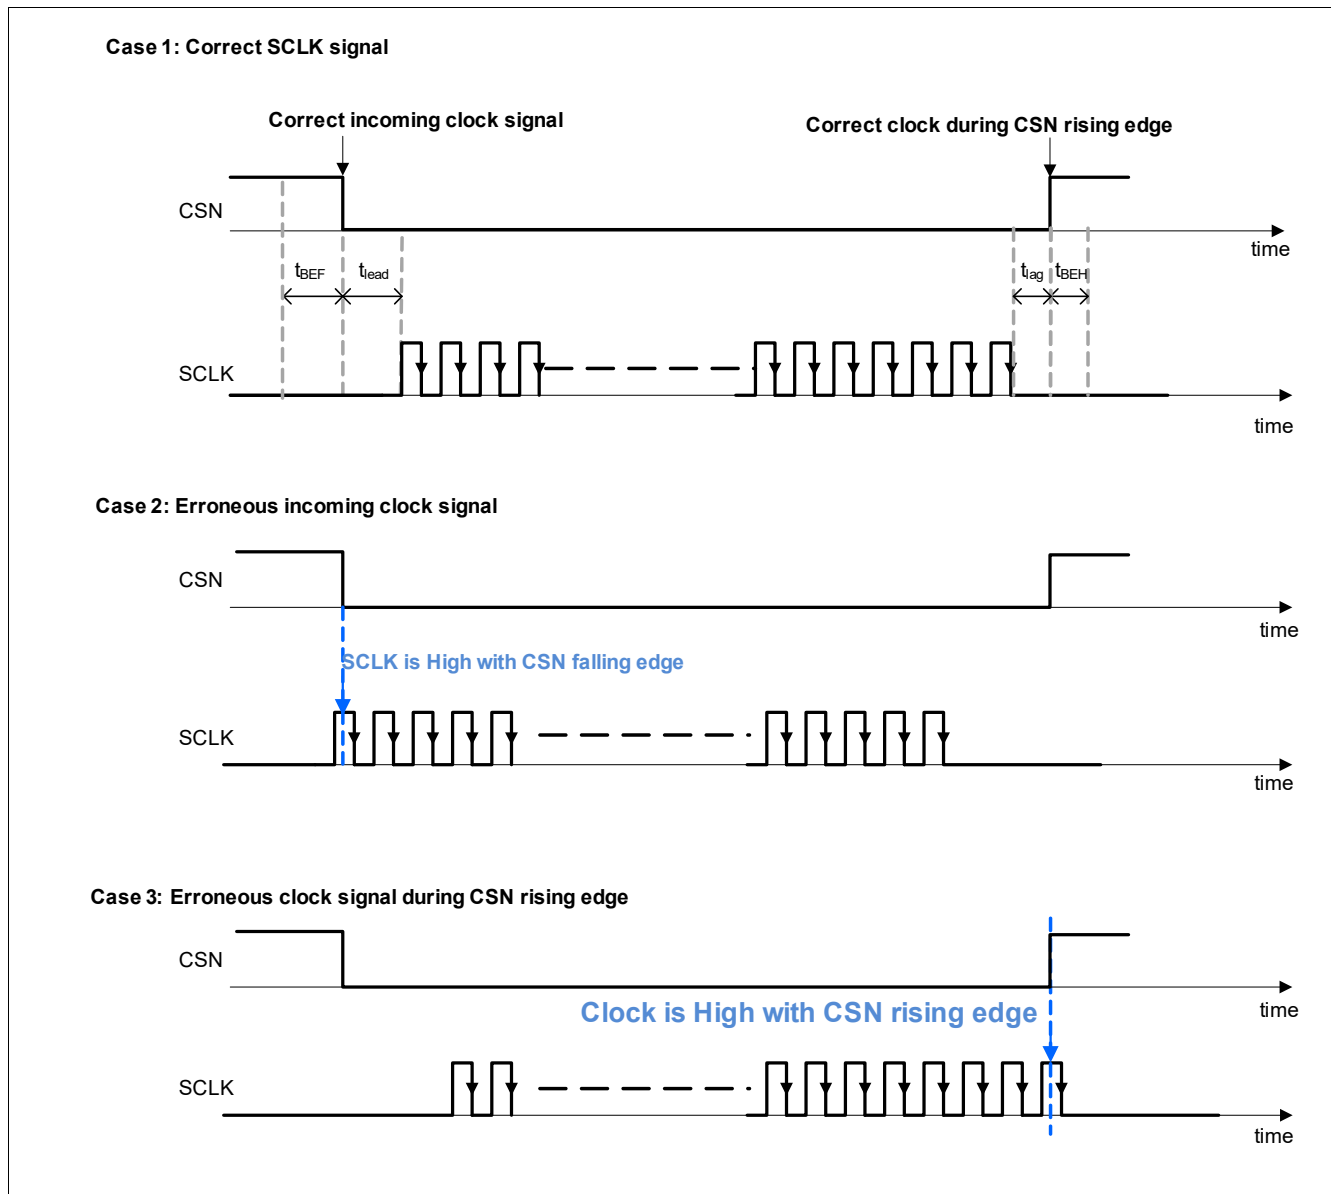 Case 1: Correct SCLK signal
Correct incoming clock signal
Correct clock during CSN rising edge
CSN
time
tBEF
tlead
tlag
tBEH
SCLK
time
Case 2: Erroneous incoming clock signal
CSN
time
SCLK is High with CSN falling edge
SCLK
time
Case 3: Erroneous clock signal during CSN rising edge
CSN
time
Clock is High with CSN rising edge
SCLK
time